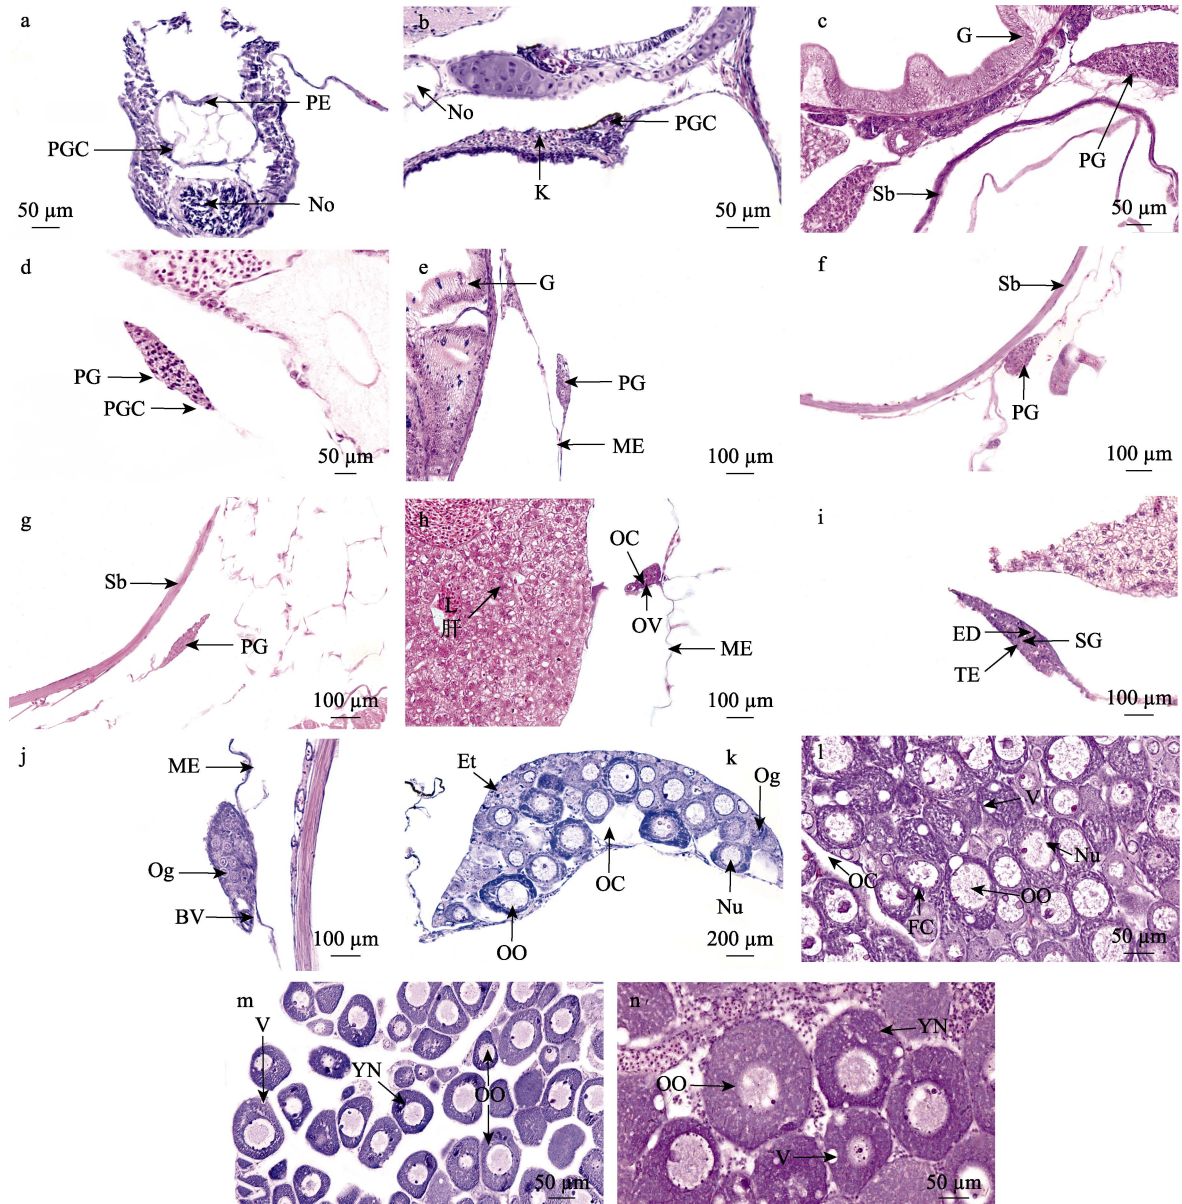 a
PE
PGC
No
50 µm
b
No
PGC
K
50 µm
c
G
PG
Sb
50 µm
d
PG
PGC
50 µm
e
G
PG
ME
100 µm
f
Sb
PG
100 µm
g
Sb
PG
100 µm
h
OC
L
肝
OV
ME
100 µm
i
ED
SG
TE
100 µm
j
ME
Og
BV
100 µm
k
Et
Og
OC
Nu
OO
200 µm
l
V
Nu
OC
OO
FC
50 µm
m
V
YN
OO
50 µm
n
YN
OO
V
50 µm